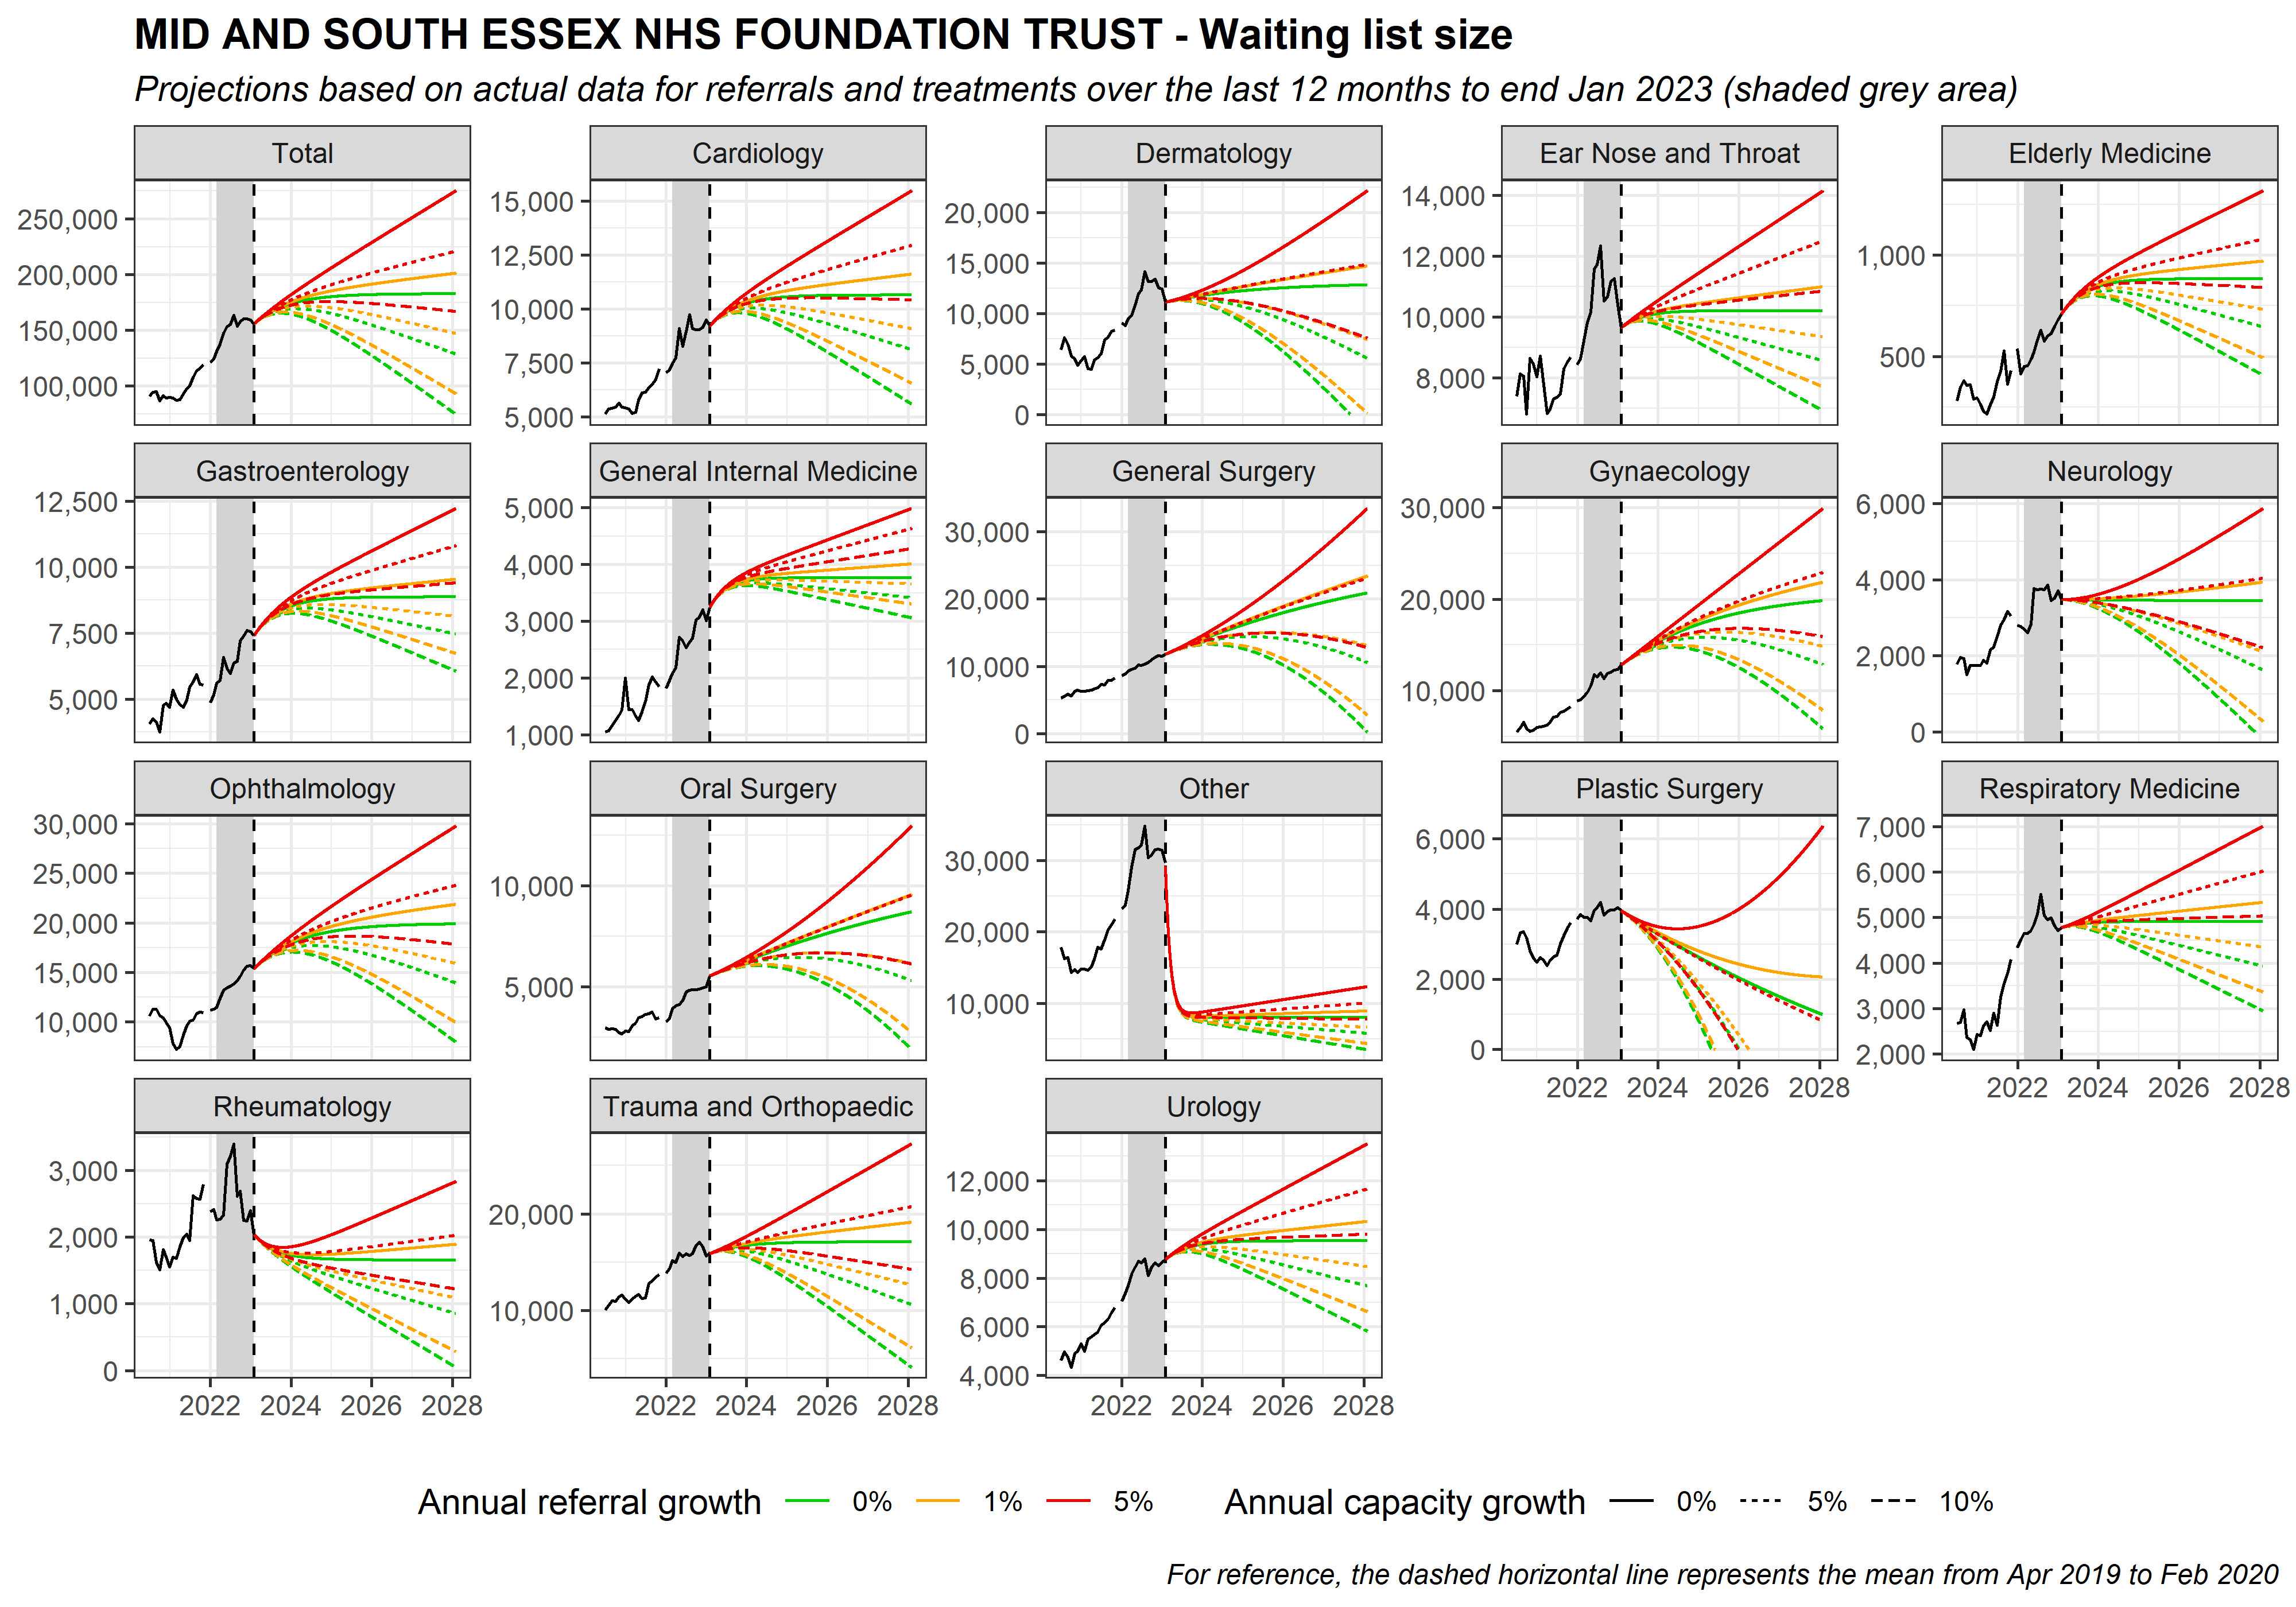 MID AND SOUTH ESSEX NHS FOUNDATION TRUST - Waiting list size
Projections based on actual data for referrals and treatments over the last 12 months to end Jan 2023 (shaded grey area)
Total
250,000
200,000
150,000
100,000
Cardiology
15,000
12,500
10,000
7,500
5,000
Dermatology
20,000
15,000
10,000
5,000
0
Ear Nose and Throat
14,000
12,000
10,000
8,000
Elderly Medicine
1,000
500
Gastroenterology
12,500
10,000
7,500
5,000
General Internal Medicine
5,000
4,000
3,000
2,000
1,000
General Surgery
30,000
20,000
10,000
0
Gynaecology
30,000
20,000
10,000
Neurology
6,000
4,000
2,000
0
Ophthalmology
30,000
25,000
20,000
15,000
10,000
Oral Surgery
10,000
5,000
Other
30,000
20,000
10,000
Plastic Surgery
6,000
4,000
2,000
0
2022 2024 2026 2028
Respiratory Medicine
7,000
6,000
5,000
4,000
3,000
2,000
2022 2024 2026 2028
Rheumatology
3,000
2,000
1,000
0
2022 2024 2026 2028
Trauma and Orthopaedic
20,000
10,000
2022 2024 2026 2028
Urology
12,000
10,000
8,000
6,000
4,000
2022 2024 2026 2028
Annual referral growth 0% 1% 5% Annual capacity growth 0% 5% 10%
For reference, the dashed horizontal line represents the mean from Apr 2019 to Feb 2020